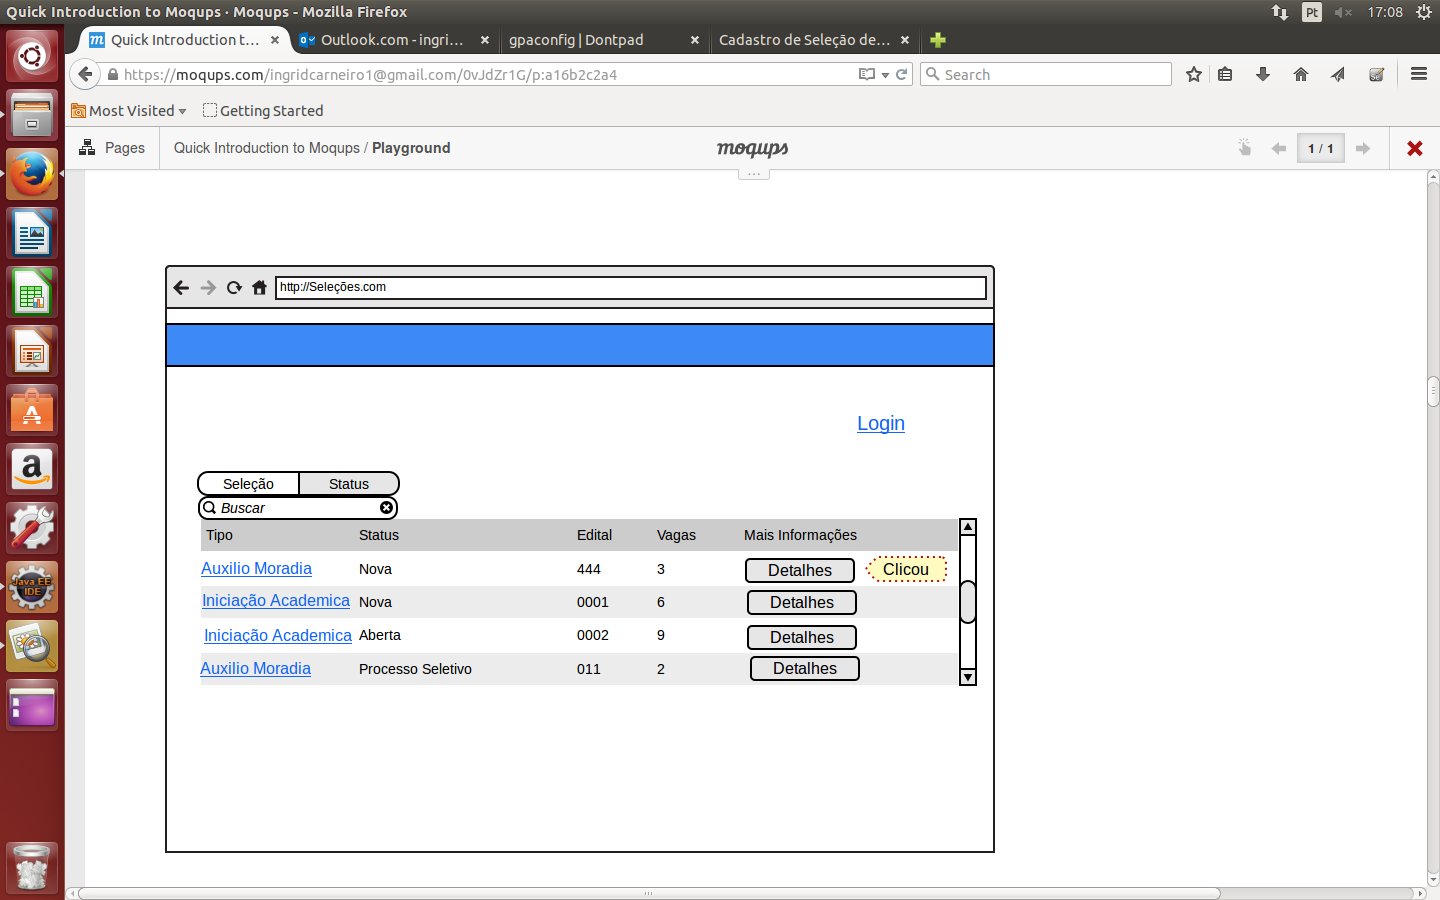 Quick Introduction to Moqups · Moqups - Mozilla Firefox
Pt
17:08
Quick Introduction t...
Outlook.com - ingri...
gpaconfig | Dontpad
Cadastro de Seleção de...
https://moqups.com/ingridcarneiro1@gmail.com/0vJdZr1G/p:a16b2c2a4
Search
Most Visited
Getting Started
Pages
Quick Introduction to Moqups / Playground
moqups
1 / 1
...
http://Seleções.com
Login
Seleção Status
Buscar
Tipo Status Edital Vagas Mais Informações
Auxilio Moradia Nova 444 3 Detalhes Clicou
Iniciação Academica Nova 0001 6 Detalhes
Iniciação Academica Aberta 0002 9 Detalhes
Auxilio Moradia Processo Seletivo 011 2 Detalhes
Java EE
IDE